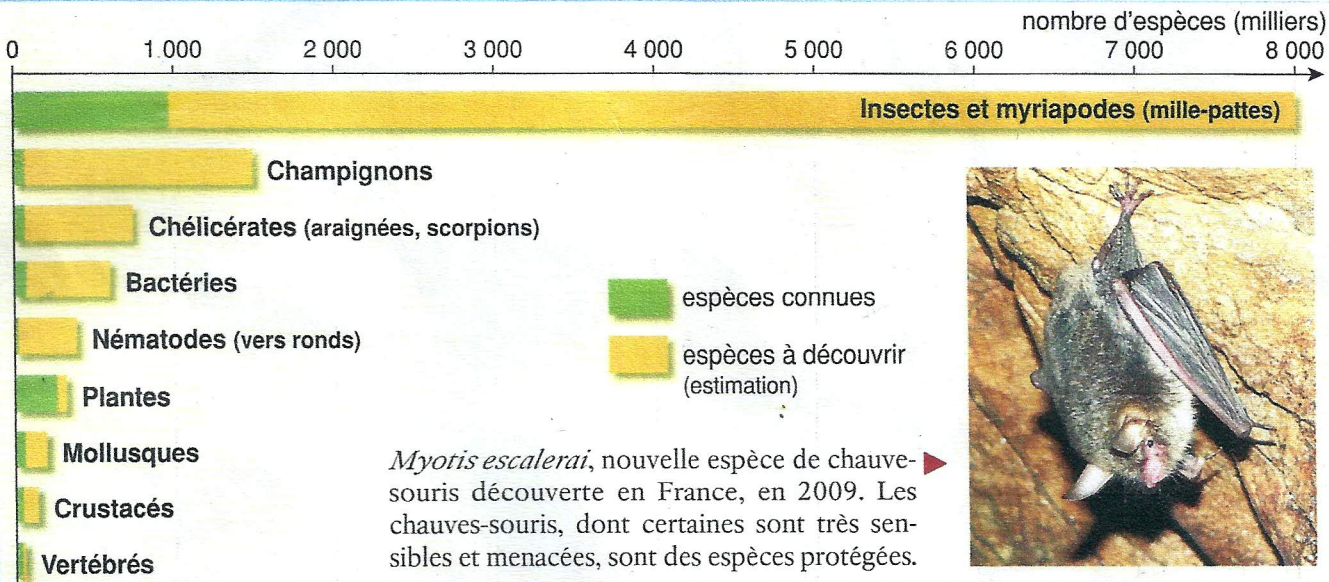 nombre d'espèces (milliers)
0 1 000 2 000 3 000 4 000 5 000 6 000 7 000 8 000
Insectes et myriapodes (mille-pattes)
Champignons
Chélicérates (araignées, scorpions)
Bactéries
Nématodes (vers ronds)
Plantes
Mollusques
Crustacés
Vertébrés
espèces connues
espèces à découvrir
(estimation)
Myotis escalerai, nouvelle espèce de chauve-
souris découverte en France, en 2009. Les
chauves-souris, dont certaines sont très sen-
sibles et menacées, sont des espèces protégées.